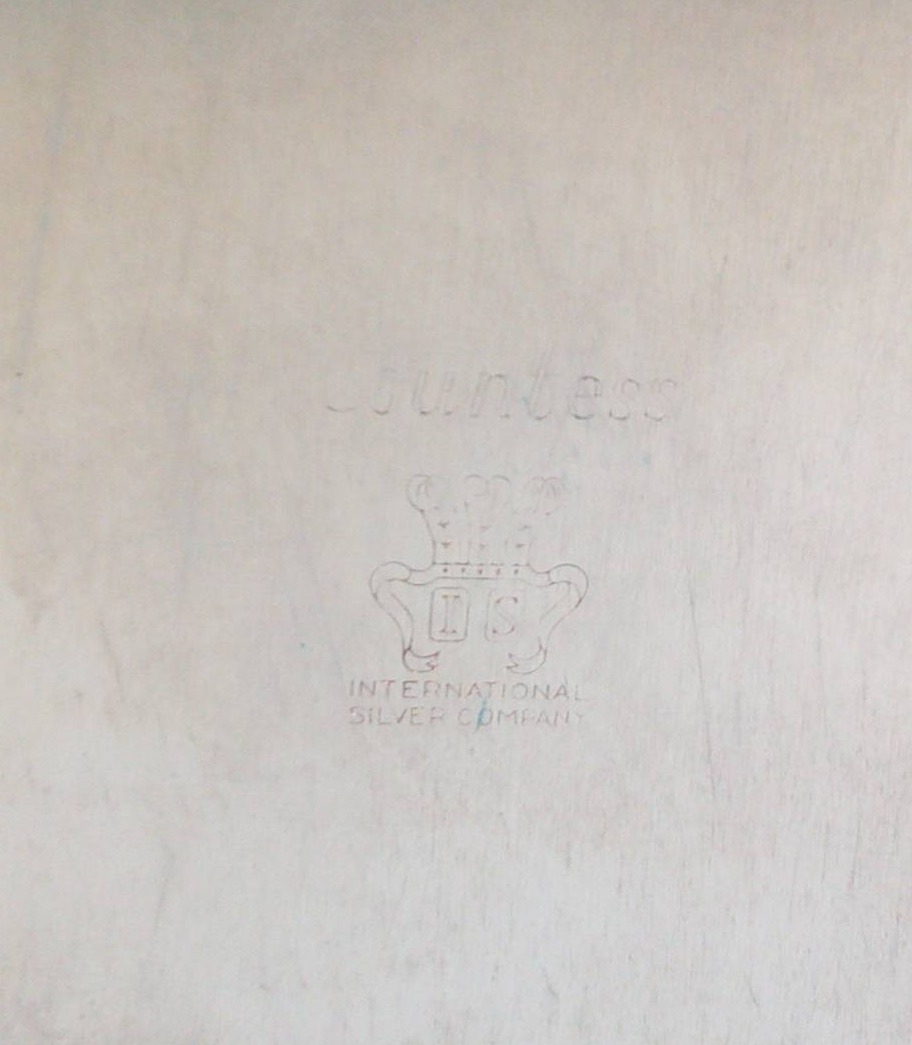 Countess
I S
INTERNATIONAL
SILVER COMPANY